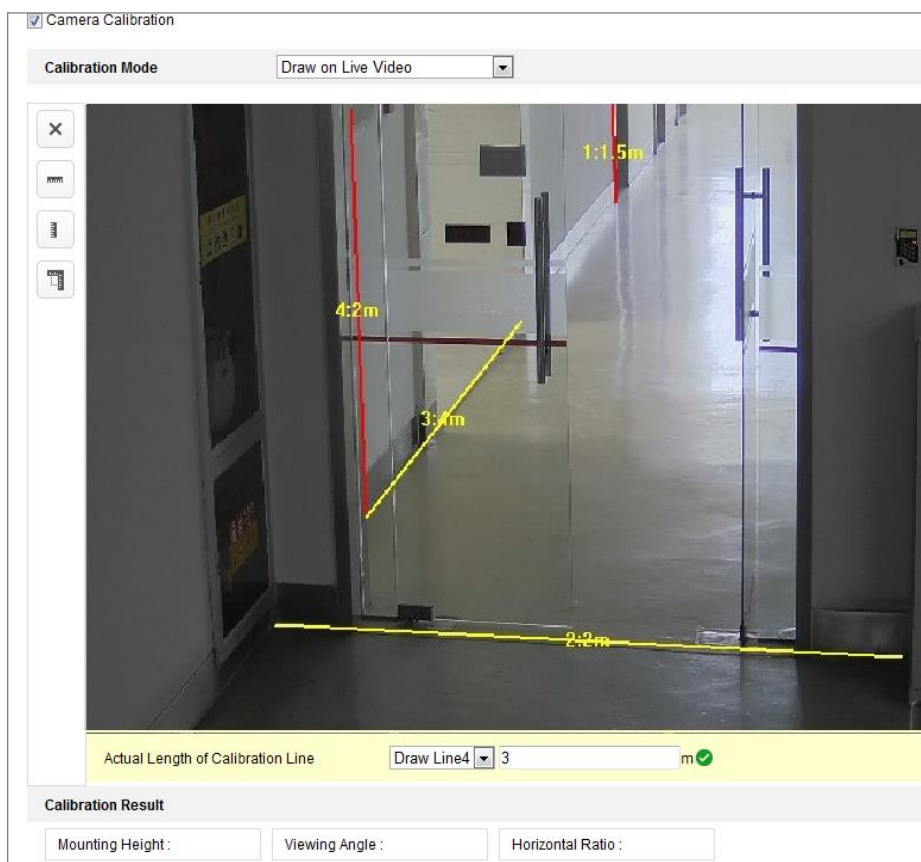 Camera Calibration
Calibration Mode Draw on Live Video
1:1.5m
4:2m
3:4m
2:2m
Actual Length of Calibration Line Draw Line4 3 m
Calibration Result
Mounting Height : Viewing Angle : Horizontal Ratio :